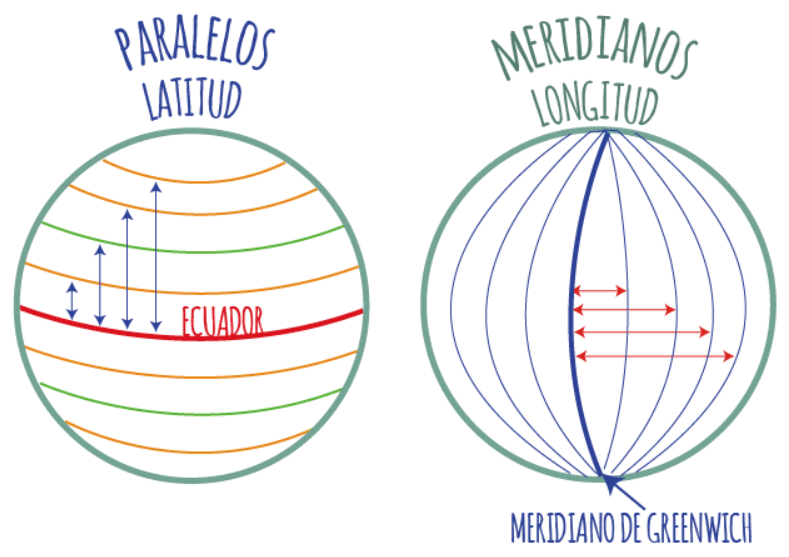 PARALELOS
LATITUD
ECUADOR
MERIDIANOS
LONGITUD
MERIDIANO DE GREENWICH